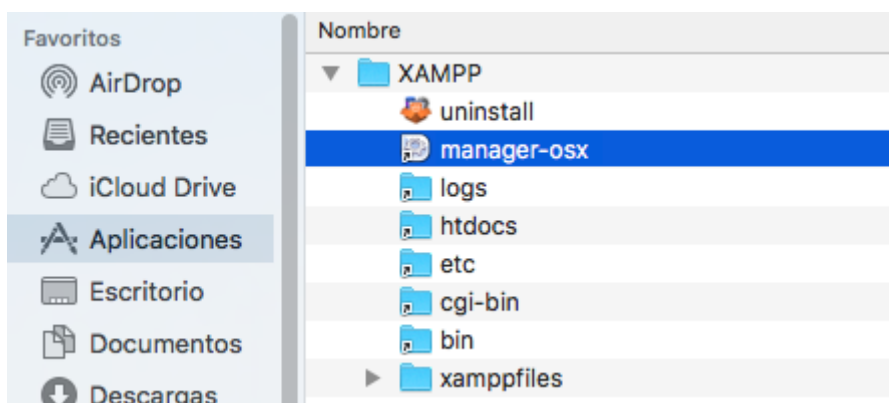 Favoritos
AirDrop
Recientes
iCloud Drive
Aplicaciones
Escritorio
Documentos
Descargas
Nombre
XAMPP
uninstall
manager-osx
logs
htdocs
etc
cgi-bin
bin
xamppfiles